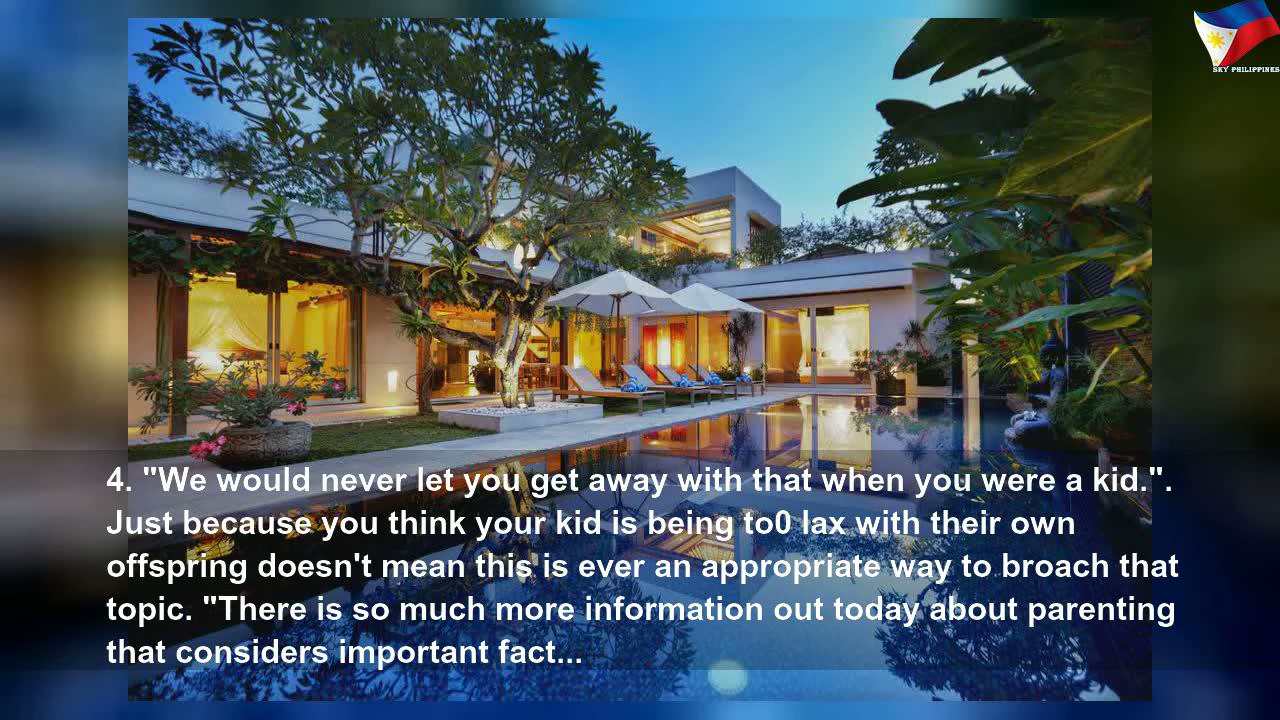 SKY PHILIPPINES
4. "We would never let you get away with that when you were a kid.".
Just because you think your kid is being to0 lax with their own
offspring doesn't mean this is ever an appropriate way to broach that
topic. "There is so much more information out today about parenting
that considers important fact...